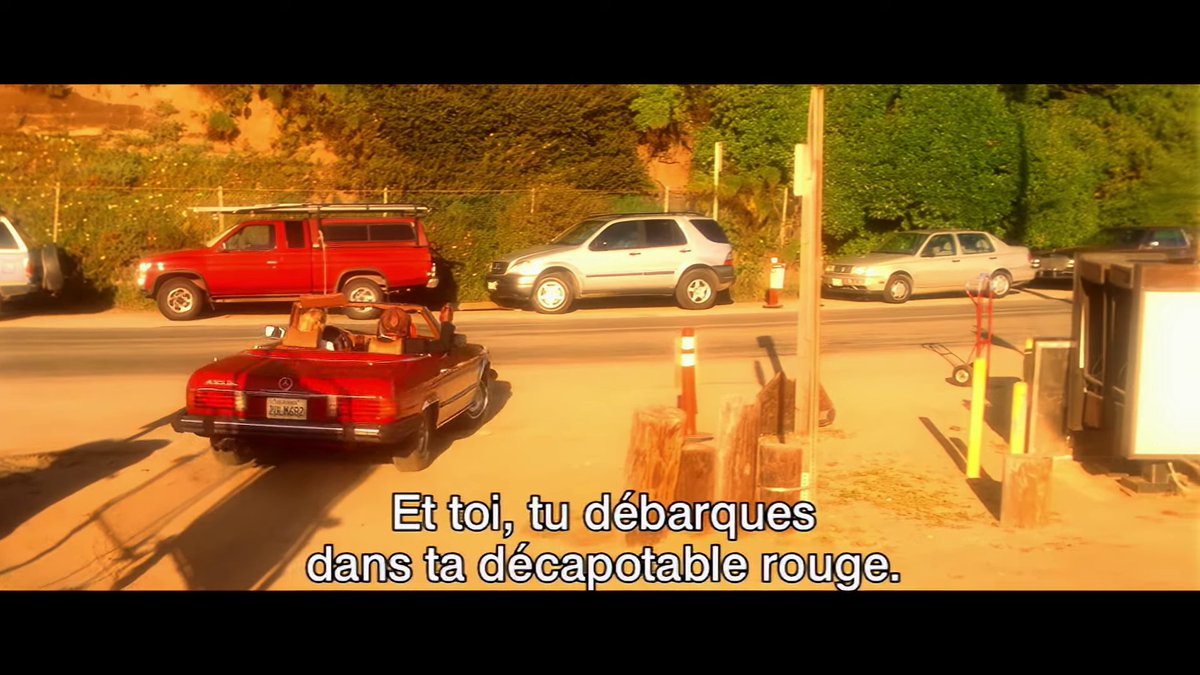 Et toi, tu débarques
dans ta décapotable rouge.